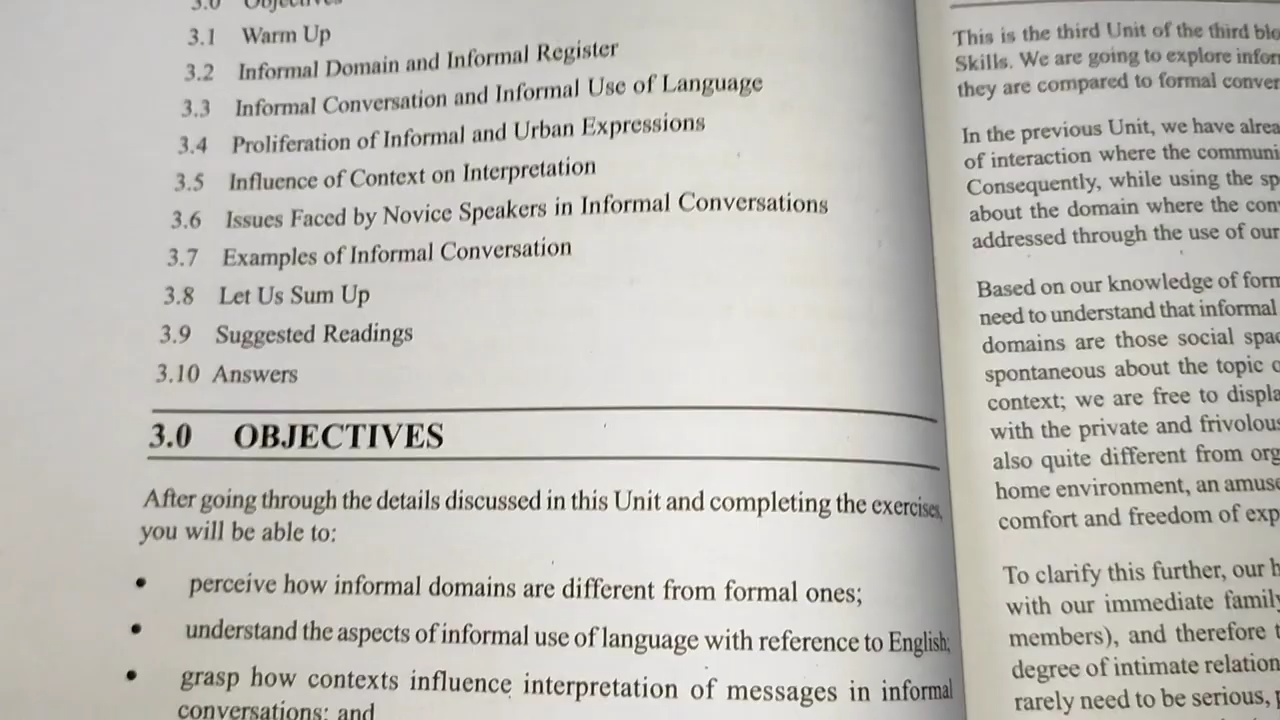 3.0 Objectives
3.1 Warm Up
3.2 Informal Domain and Informal Register
3.3 Informal Conversation and Informal Use of Language
3.4 Proliferation of Informal and Urban Expressions
3.5 Influence of Context on Interpretation
3.6 Issues Faced by Novice Speakers in Informal Conversations
3.7 Examples of Informal Conversation
3.8 Let Us Sum Up
3.9 Suggested Readings
3.10 Answers
3.0 OBJECTIVES
After going through the details discussed in this Unit and completing the exercises,
you will be able to:
• perceive how informal domains are different from formal ones;
• understand the aspects of informal use of language with reference to English;
• grasp how contexts influence interpretation of messages in informal
conversations; and
This is the third Unit of the third
Skills. We are going to explore
they are compared to formal
In the previous Unit, we have
of interaction where the
Consequently, while using the
about the domain where the
addressed through the use of our
Based on our knowledge of
need to understand that informal
domains are those social
spontaneous about the topic
context; we are free to
with the private and
also quite different from
home environment, an
comfort and freedom of
To clarify this further, our
with our immediate
members), and therefore
degree of intimate
rarely need to be serious,